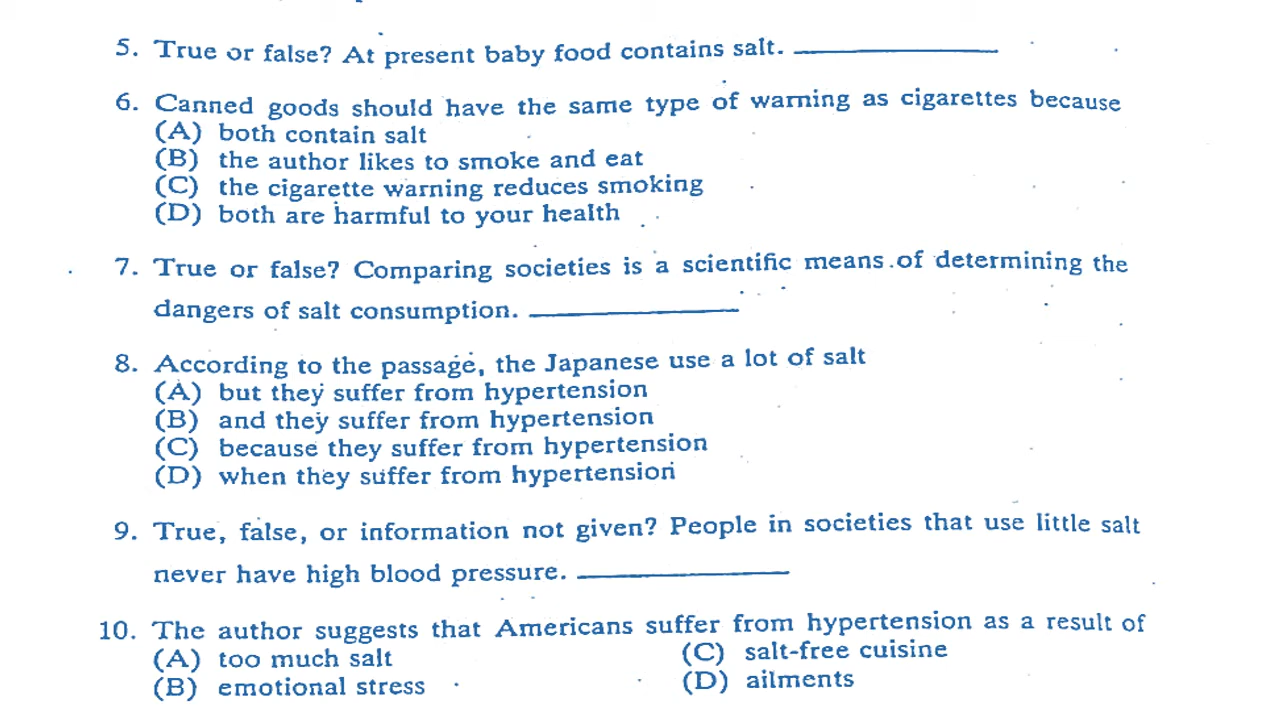 5. True or false? At present baby food contains salt.
6. Canned goods should have the same type of warning as cigarettes because
(A) both contain salt
(B) the author likes to smoke and eat
(C) the cigarette warning reduces smoking
(D) both are harmful to your health
7. True or false? Comparing societies is a scientific means of determining the
dangers of salt consumption.
8. According to the passage, the Japanese use a lot of salt
(A) but they suffer from hypertension
(B) and they suffer from hypertension
(C) because they suffer from hypertension
(D) when they suffer from hypertension
9. True, false, or information not given? People in societies that use little salt
never have high blood pressure.
10. The author suggests that Americans suffer from hypertension as a result of
(A) too much salt (C) salt-free cuisine
(B) emotional stress (D) ailments